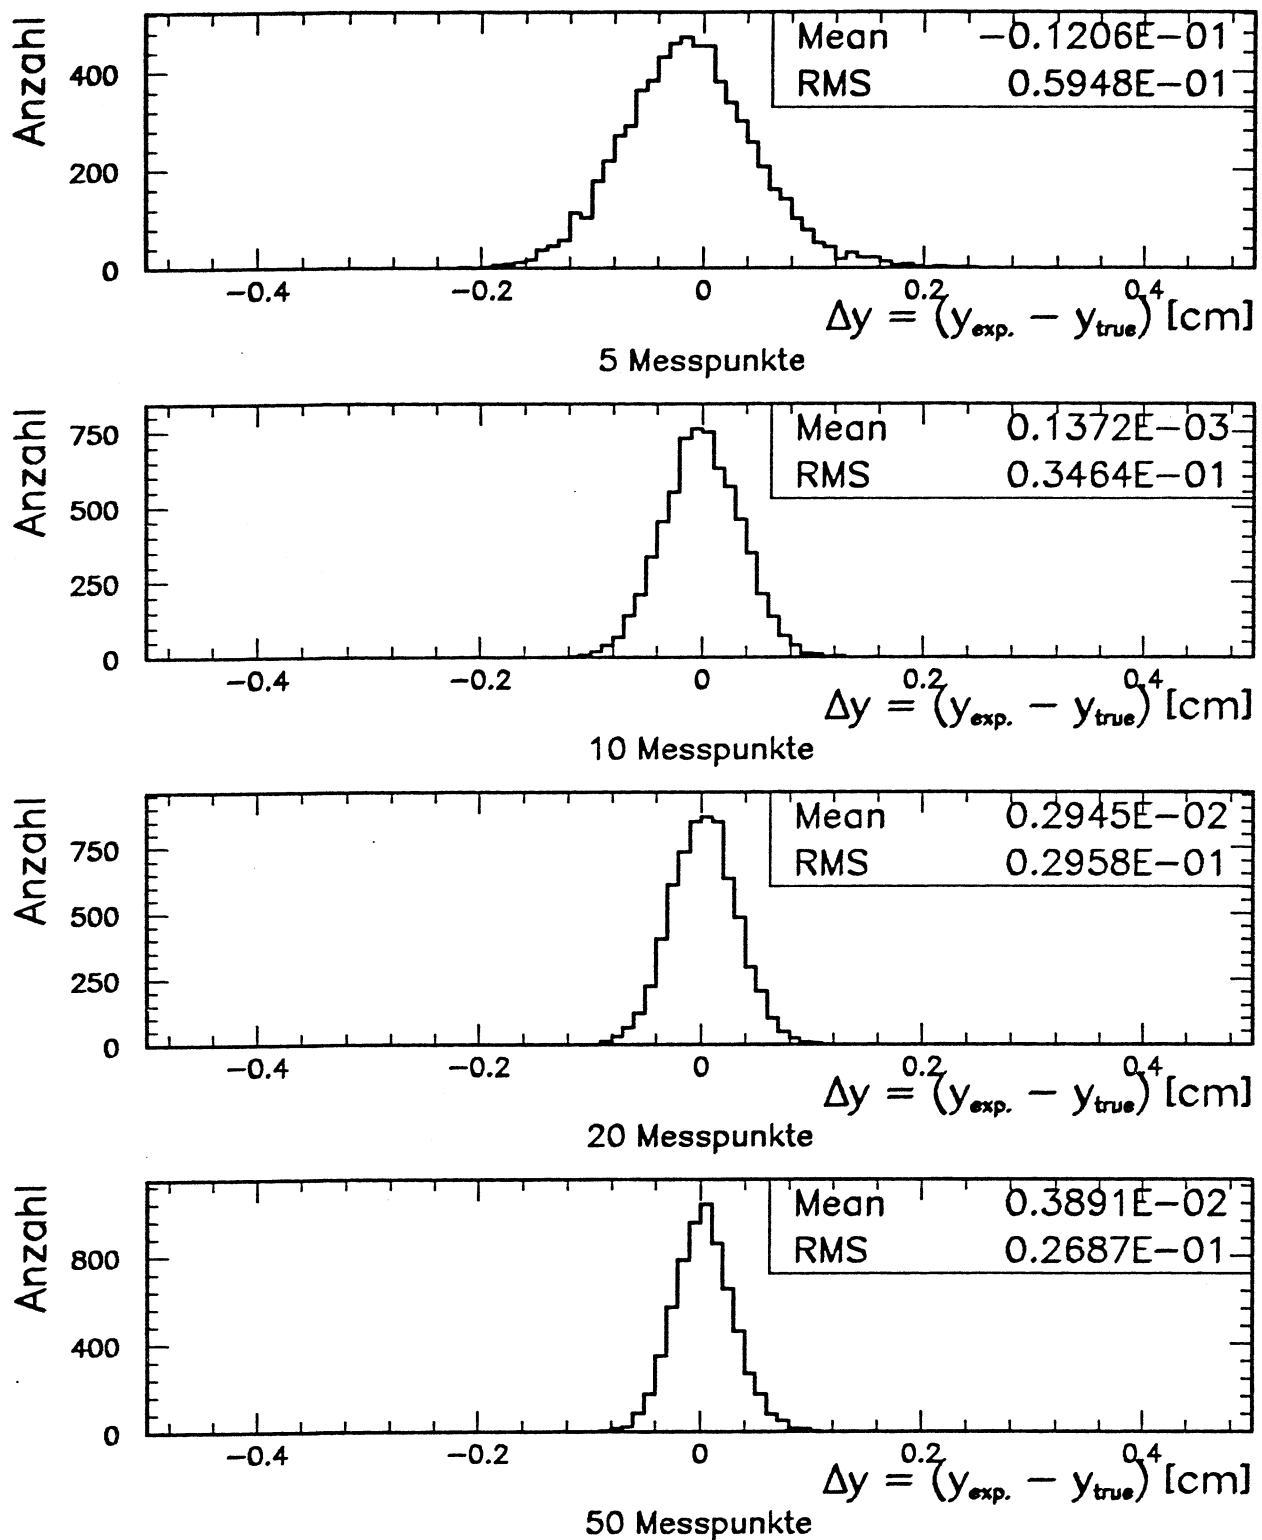 Anzahl
Mean −0.1206E−01
RMS 0.5948E−01
400
200
0
−0.4 −0.2 0 0.2 0.4
Δy = (y_exp. − y_true) [cm]
5 Messpunkte
Anzahl
Mean 0.1372E−03
RMS 0.3464E−01
750
500
250
0
−0.4 −0.2 0 0.2 0.4
Δy = (y_exp. − y_true) [cm]
10 Messpunkte
Anzahl
Mean 0.2945E−02
RMS 0.2958E−01
750
500
250
0
−0.4 −0.2 0 0.2 0.4
Δy = (y_exp. − y_true) [cm]
20 Messpunkte
Anzahl
Mean 0.3891E−02
RMS 0.2687E−01
800
400
0
−0.4 −0.2 0 0.2 0.4
Δy = (y_exp. − y_true) [cm]
50 Messpunkte